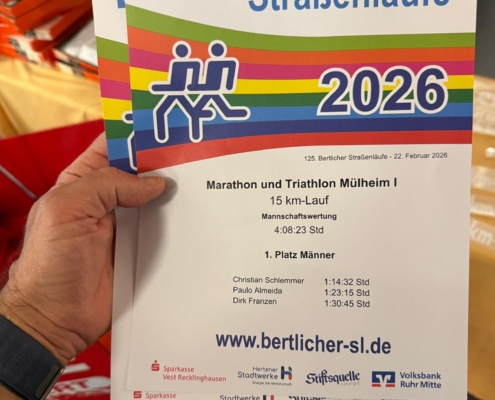 Straßenläufe
2026
125. Bertlicher Straßenläufe - 22. Februar 2026
Marathon und Triathlon Mülheim I
15 km-Lauf
Mannschaftswertung
4:08:23 Std
1. Platz Männer
Christian Schlemmer 1:14:32 Std
Paulo Almeida 1:23:15 Std
Dirk Franzen 1:30:45 Std
www.bertlicher-sl.de
Sparkasse
Vest Recklinghausen
Hertener
Stadtwerke
Stiftsquelle
Volksbank
Ruhr Mitte
Sparkasse
Stadtwerke